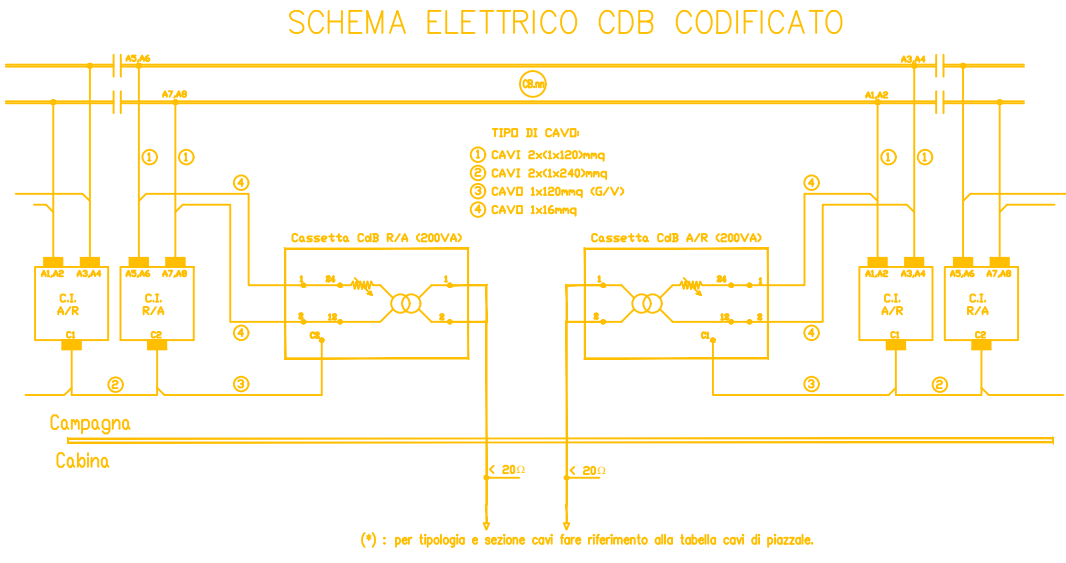 SCHEMA ELETTRICO CDB CODIFICATO
A5,A6
A3,A4
CB.nn
A7,A8
A1,A2
TIPO DI CAVO:
1 CAVI 2x(1x120)mmq
2 CAVI 2x(1x240)mmq
3 CAVO 1x120mmq (G/V)
4 CAVO 1x16mmq
1 1 1 1
4 4
Cassetta CdB R/A (200VA)
Cassetta CdB A/R (200VA)
A1,A2 A3,A4 A5,A6 A7,A8
1 24 1
1 24 1
A1,A2 A3,A4 A5,A6 A7,A8
C.I. A/R
C.I. R/A
C.I. A/R
C.I. R/A
2 12 2
2 12 2
C1 C2
4
C2
C1
4
C1 C2
2 3
3 2
Campagna
Cabina
< 20Ω
< 20Ω
(*) : per tipologia e sezione cavi fare riferimento alla tabella cavi di piazzale.